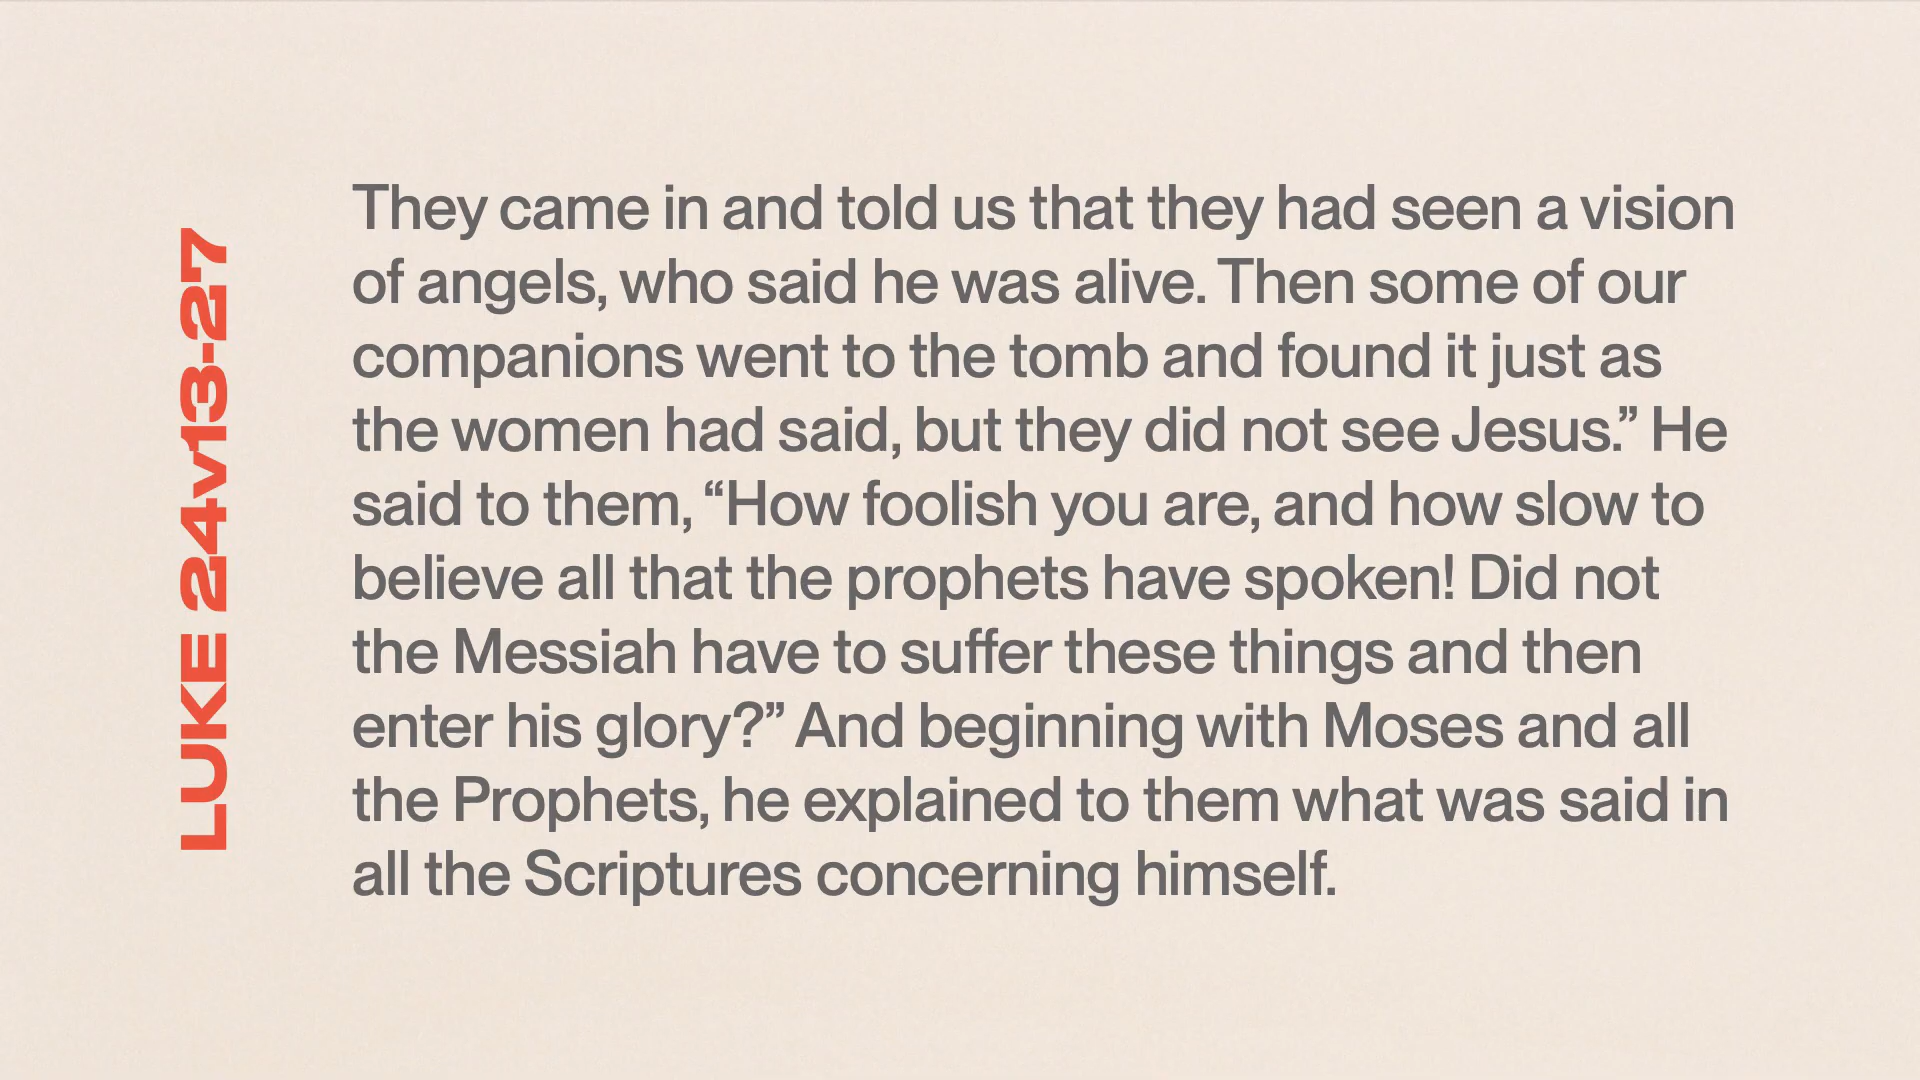 LUKE 24v13-27
They came in and told us that they had seen a vision
of angels, who said he was alive. Then some of our
companions went to the tomb and found it just as
the women had said, but they did not see Jesus.” He
said to them, “How foolish you are, and how slow to
believe all that the prophets have spoken! Did not
the Messiah have to suffer these things and then
enter his glory?” And beginning with Moses and all
the Prophets, he explained to them what was said in
all the Scriptures concerning himself.